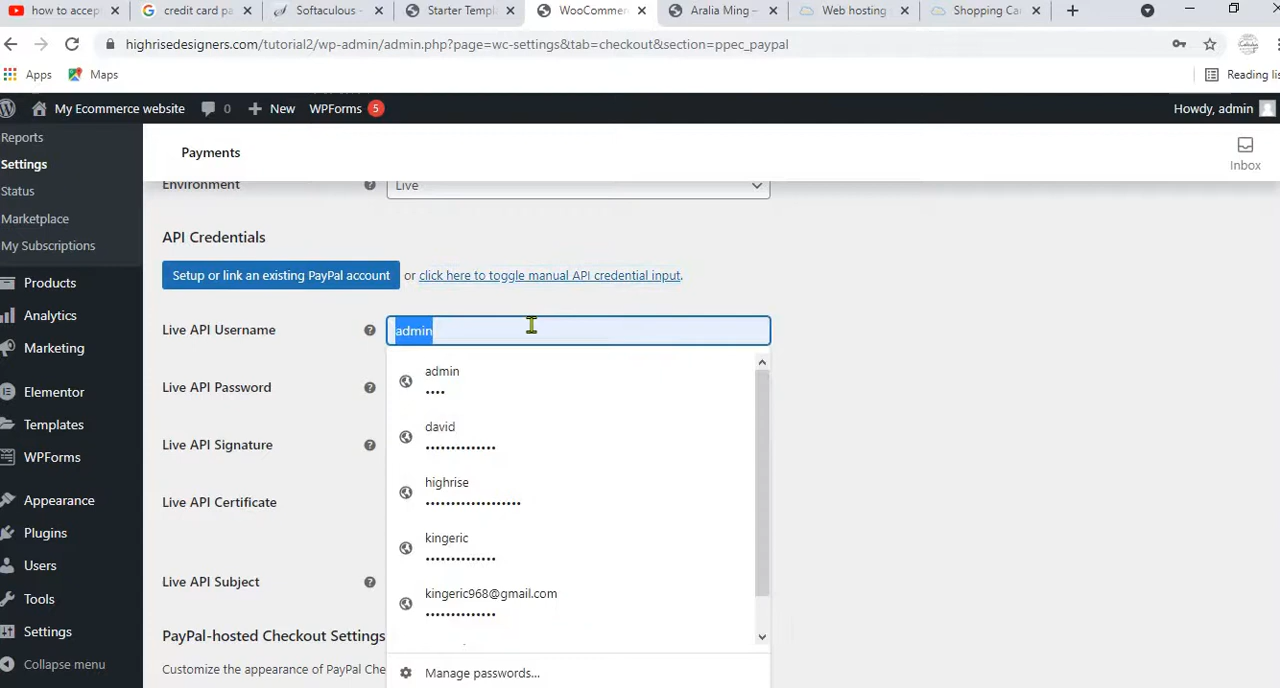 how to accep
credit card pa
Softaculous -
Starter Templ
WooCommer
Aralia Ming –
Web hosting
Shopping Ca
highrisedesigners.com/tutorial2/wp-admin/admin.php?page=wc-settings&tab=checkout&section=ppec_paypal
Apps Maps Reading lis
My Ecommerce website 0 New WPForms 5 Howdy, admin
Reports
Settings
Status
Marketplace
My Subscriptions
Products
Analytics
Marketing
Elementor
Templates
WPForms
Appearance
Plugins
Users
Tools
Settings
Collapse menu
Payments
Inbox
Environment Live
API Credentials
Setup or link an existing PayPal account or click here to toggle manual API credential input.
Live API Username admin
Live API Password
Live API Signature
Live API Certificate
Live API Subject
admin
••••
david
••••••••••••••
highrise
•••••••••••••••••••
kingeric
••••••••••••••
kingeric968@gmail.com
••••••••••••••
Manage passwords...
PayPal-hosted Checkout Settings
Customize the appearance of PayPal Che